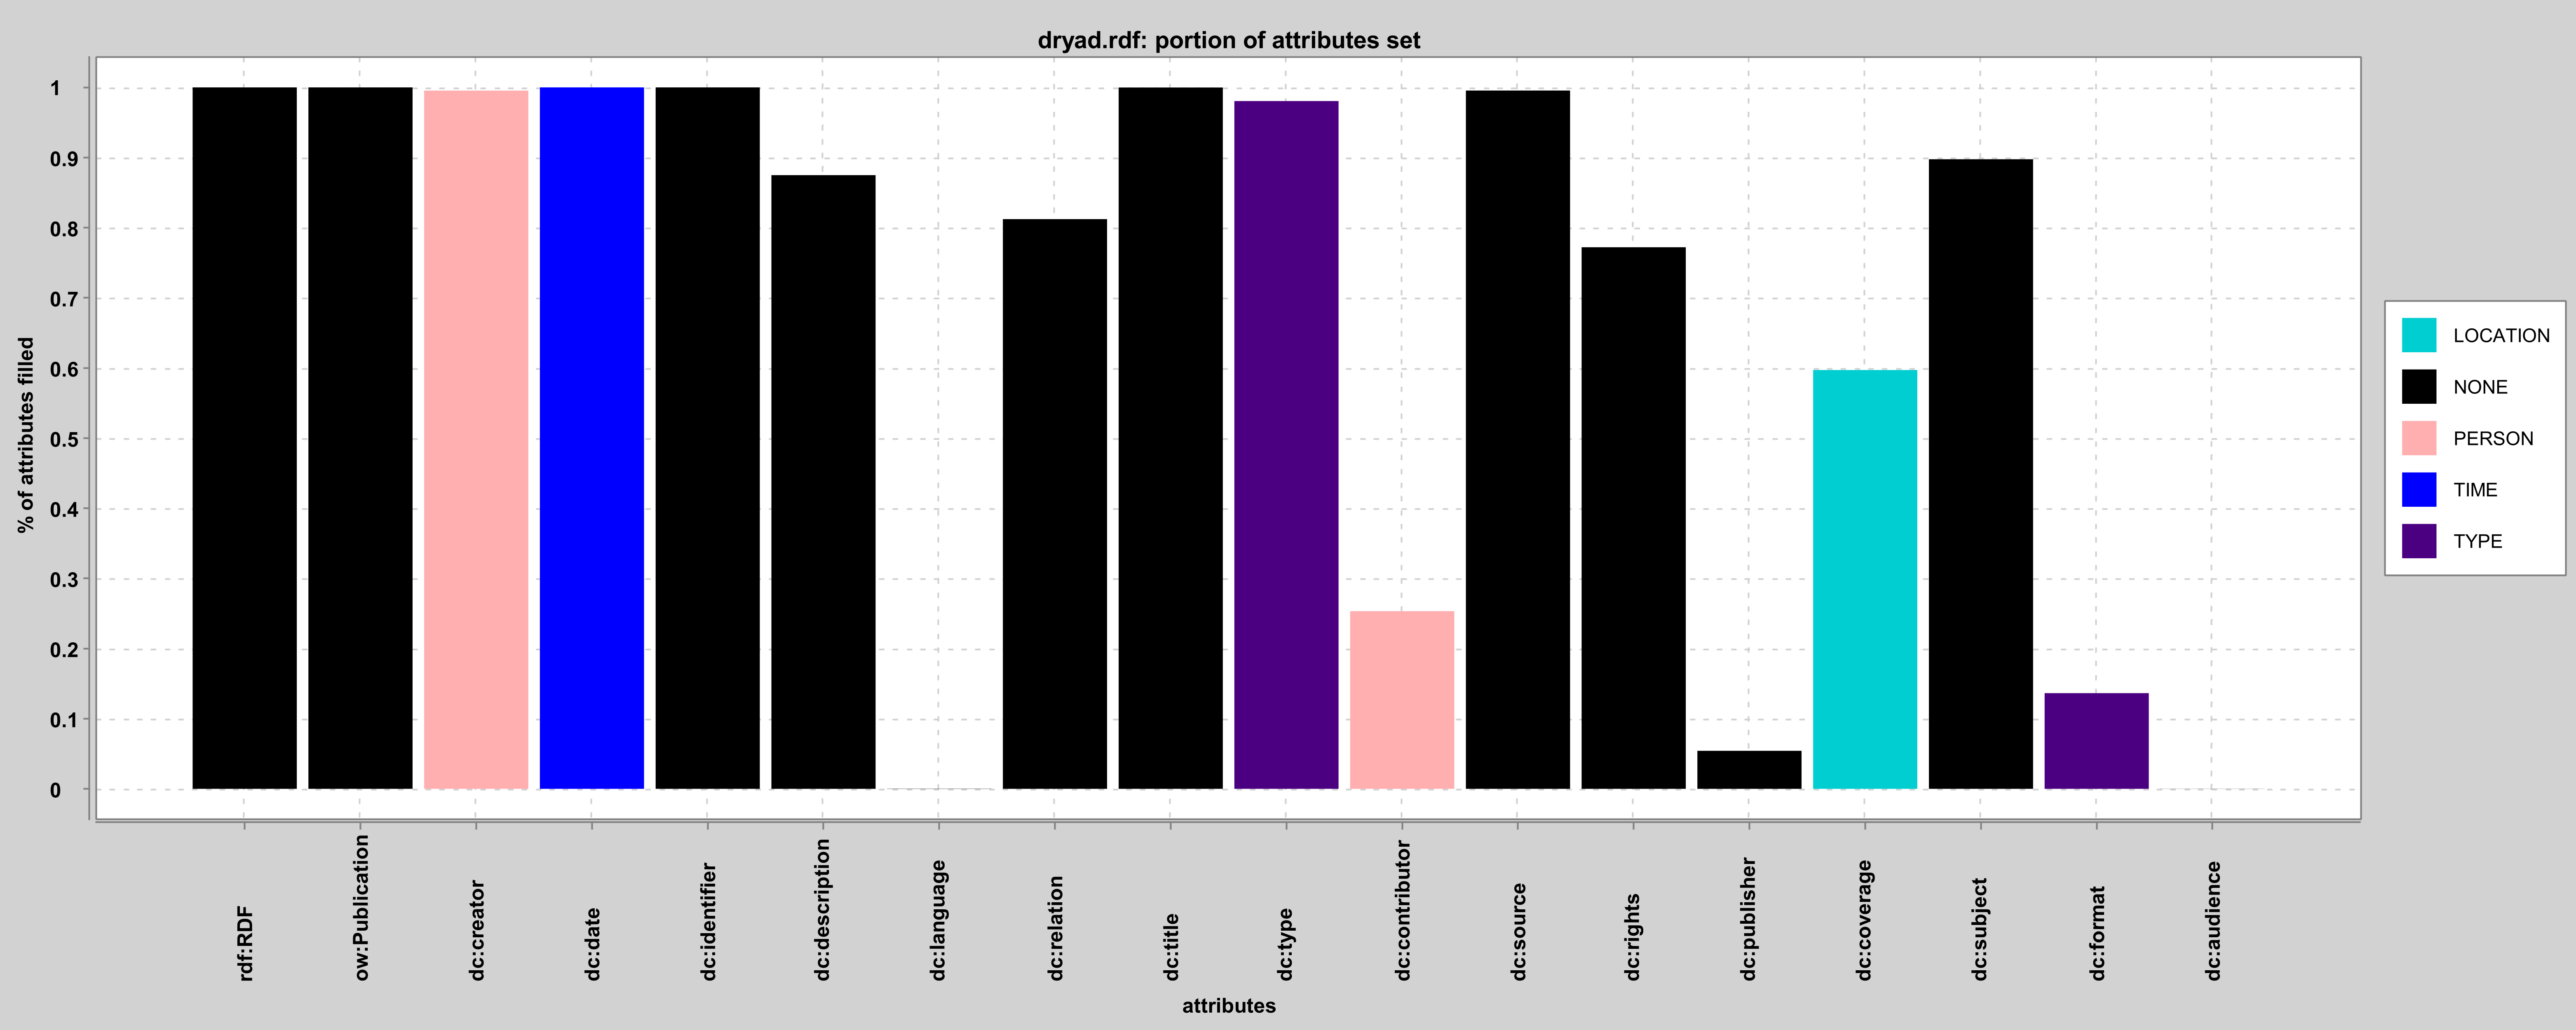 dryad.rdf: portion of attributes set
% of attributes filled
1
0.9
0.8
0.7
0.6
0.5
0.4
0.3
0.2
0.1
0
rdf:RDF
ow:Publication
dc:creator
dc:date
dc:identifier
dc:description
dc:language
dc:relation
dc:title
dc:type
dc:contributor
dc:source
dc:rights
dc:publisher
dc:coverage
dc:subject
dc:format
dc:audience
attributes
LOCATION
NONE
PERSON
TIME
TYPE